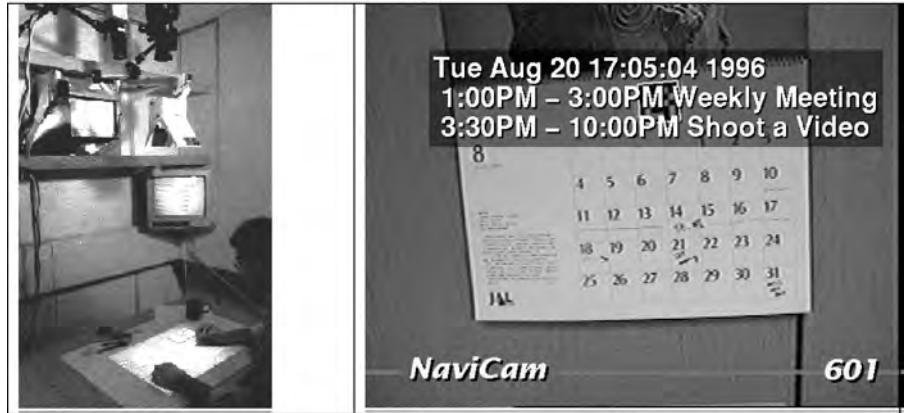 Tue Aug 20 17:05:04 1996
1:00PM – 3:00PM Weekly Meeting
3:30PM – 10:00PM Shoot a Video
8
4 5 6 7 8 9 10
11 12 13 14 15 16 17
18 19 20 21 22 23 24
25 26 27 28 29 30 31
JAL
NaviCam 601